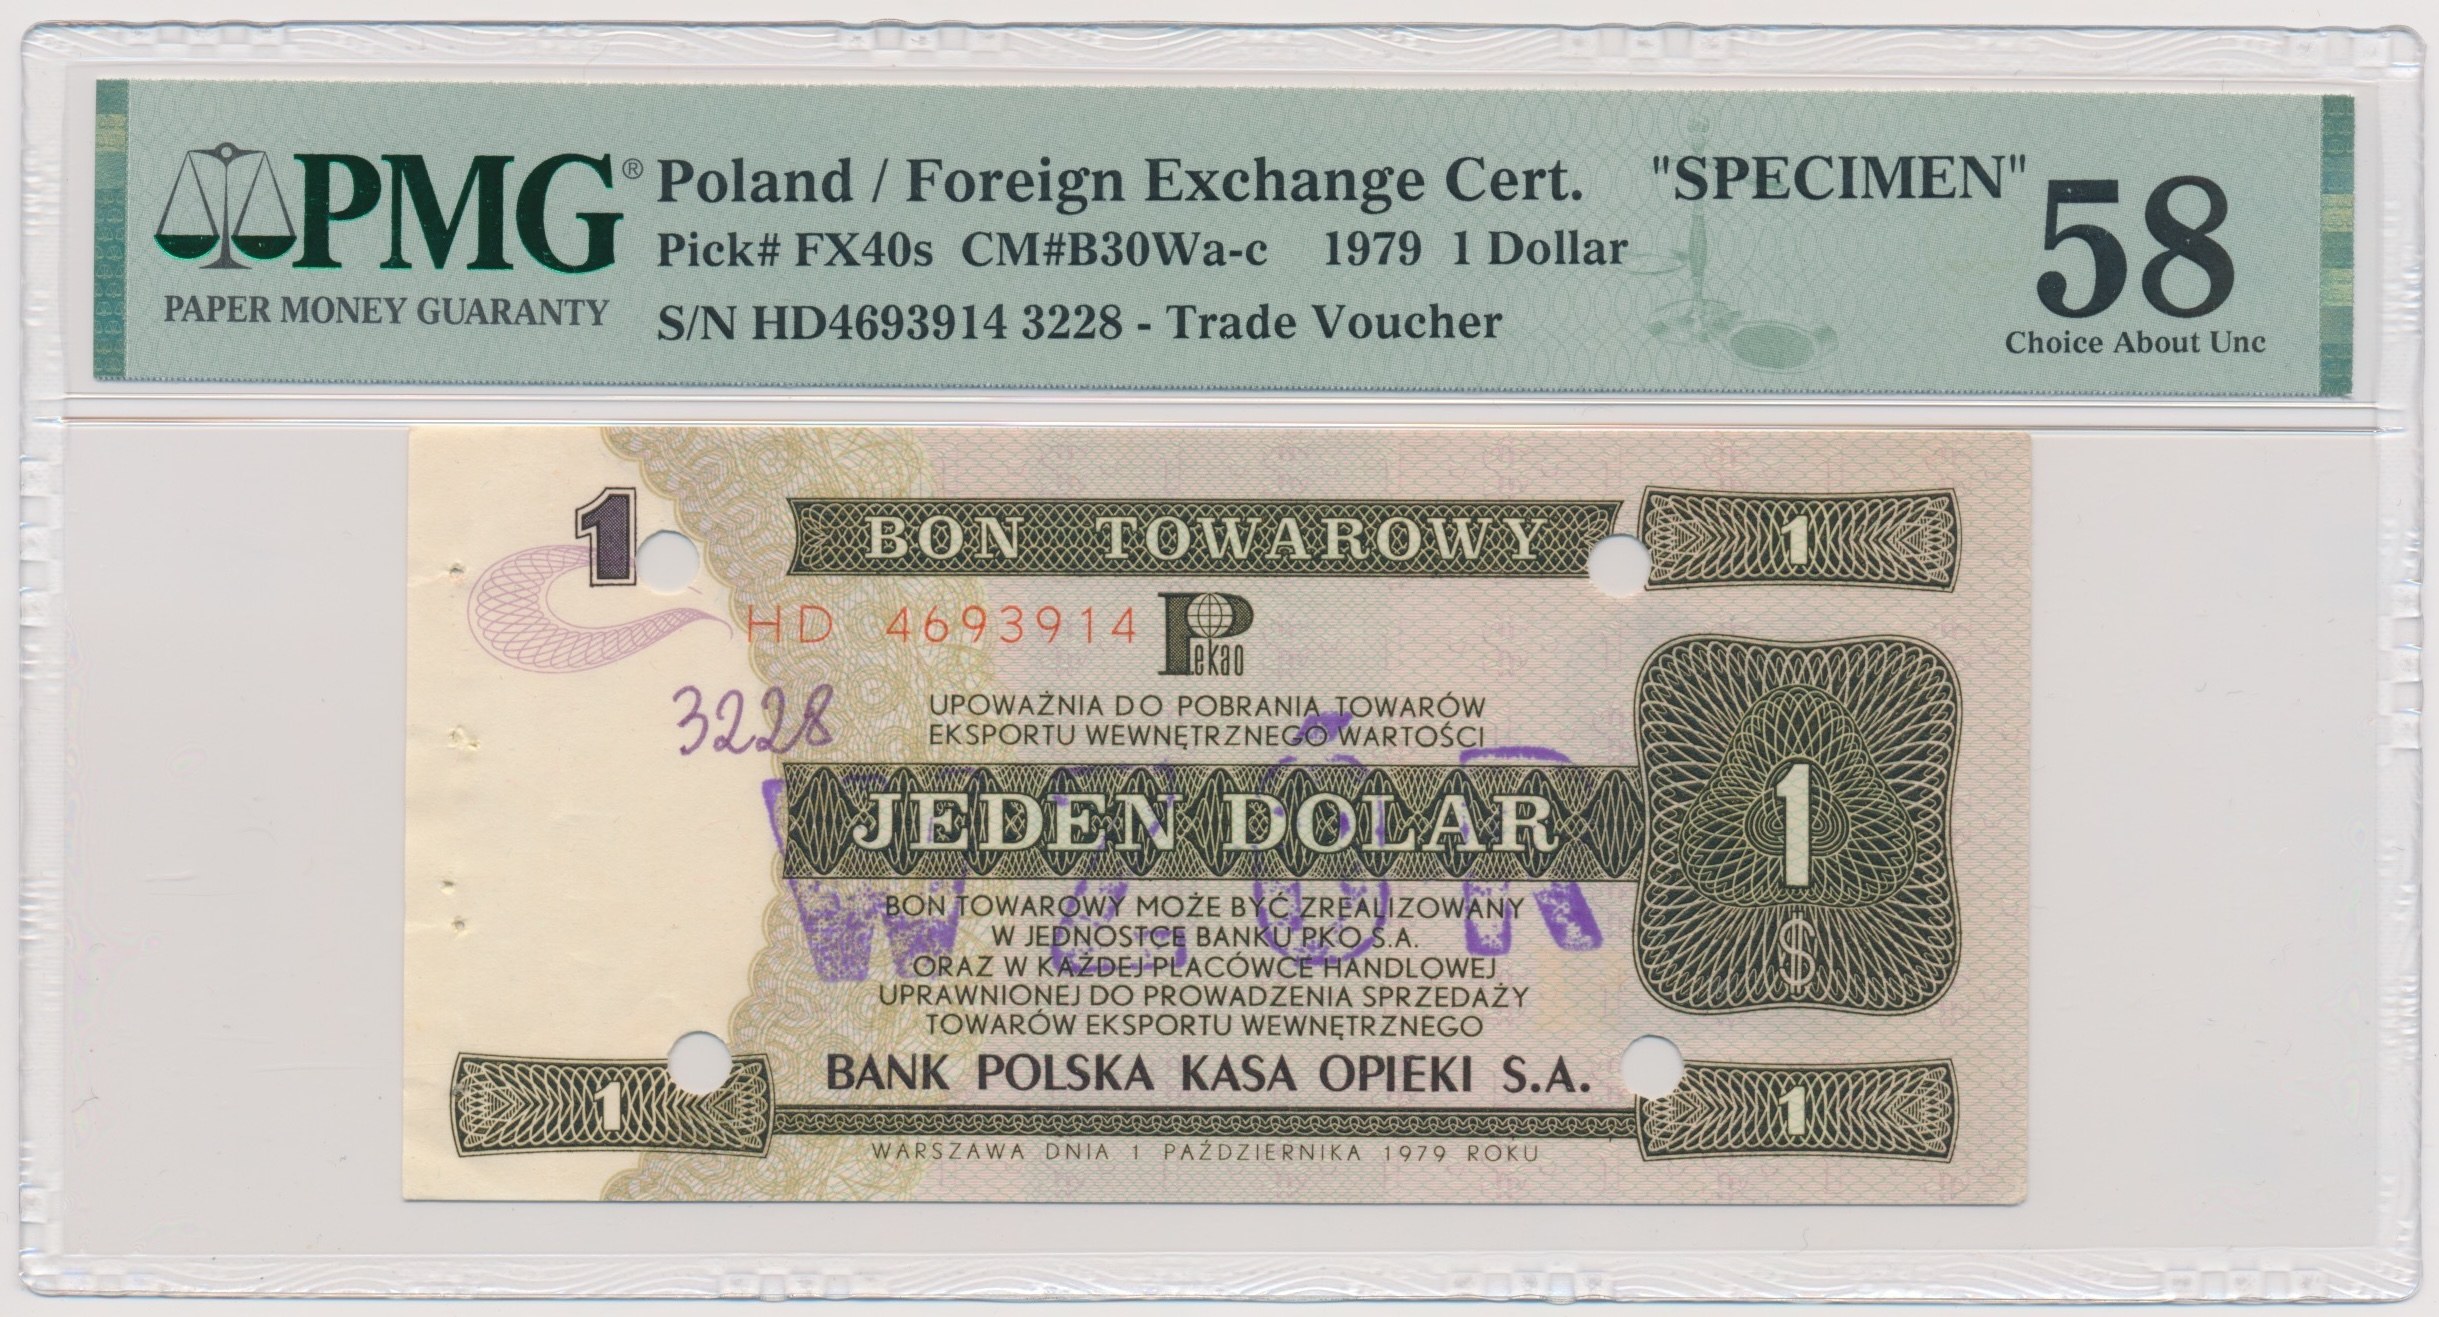 PMG® Poland / Foreign Exchange Cert. "SPECIMEN" 58
Pick# FX40s CM#B30Wa-c 1979 1 Dollar
PAPER MONEY GUARANTY
S/N HD4693914 3228 - Trade Voucher
Choice About Unc
1
BON TOWAROWY
1
HD 4693914
Pekao
3228
UPOWAŻNIA DO POBRANIA TOWARÓW
EKSPORTU WEWNĘTRZNEGO WARTOŚCI
JEDEN DOLAR
1
$
WZÓR
BON TOWAROWY MOŻE BYĆ ZREALIZOWANY
W JEDNOSTCE BANKU PKO S.A.
ORAZ W KAŻDEJ PLACÓWCE HANDLOWEJ
UPRAWNIONEJ DO PROWADZENIA SPRZEDAŻY
TOWARÓW EKSPORTU WEWNĘTRZNEGO
BANK POLSKA KASA OPIEKI S.A.
1
1
WARSZAWA DNIA 1 PAŹDZIERNIKA 1979 ROKU